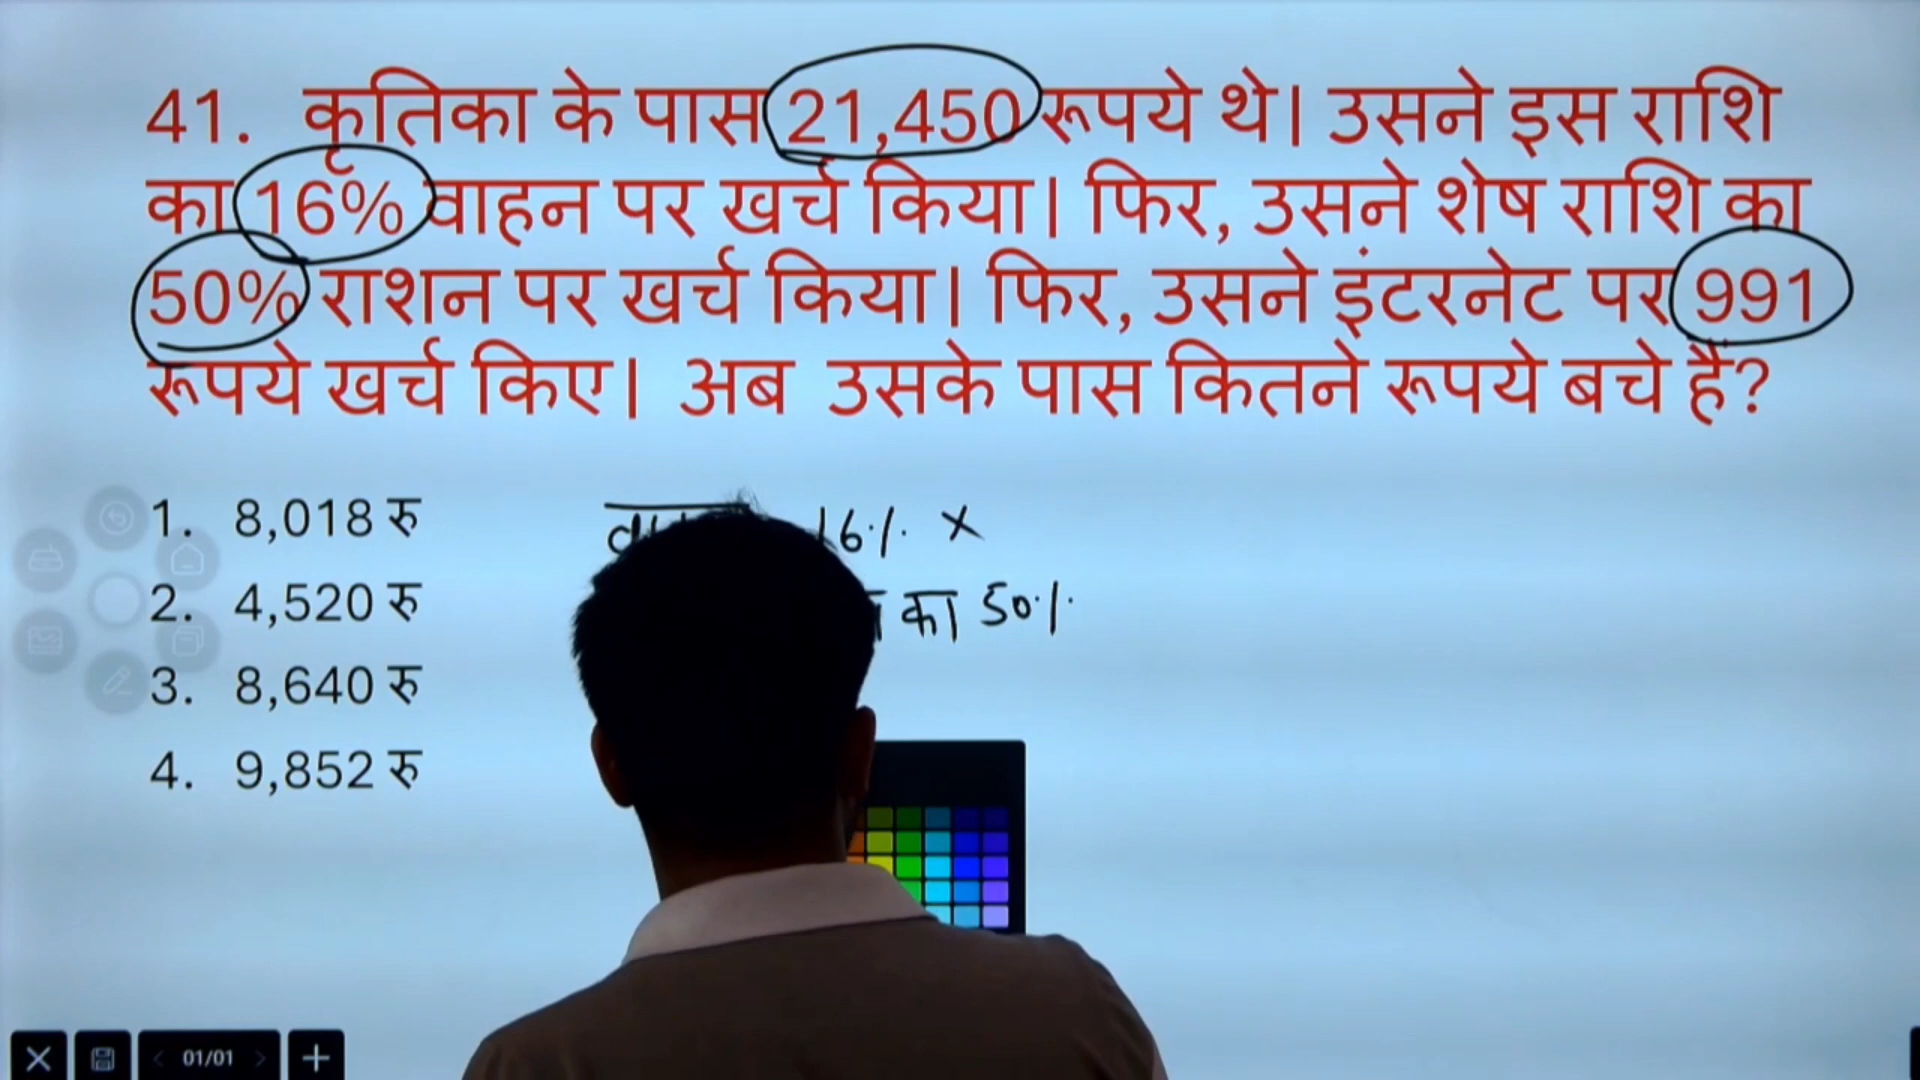 41. कृतिका के पास 21,450 रूपये थे। उसने इस राशि
का 16% वाहन पर खर्च किया। फिर, उसने शेष राशि का
50% राशन पर खर्च किया। फिर, उसने इंटरनेट पर 991
रूपये खर्च किए। अब उसके पास कितने रूपये बचे हैं?
1. 8,018 रु
2. 4,520 रु
3. 8,640 रु
4. 9,852 रु
16% ×
का 50%
01/01